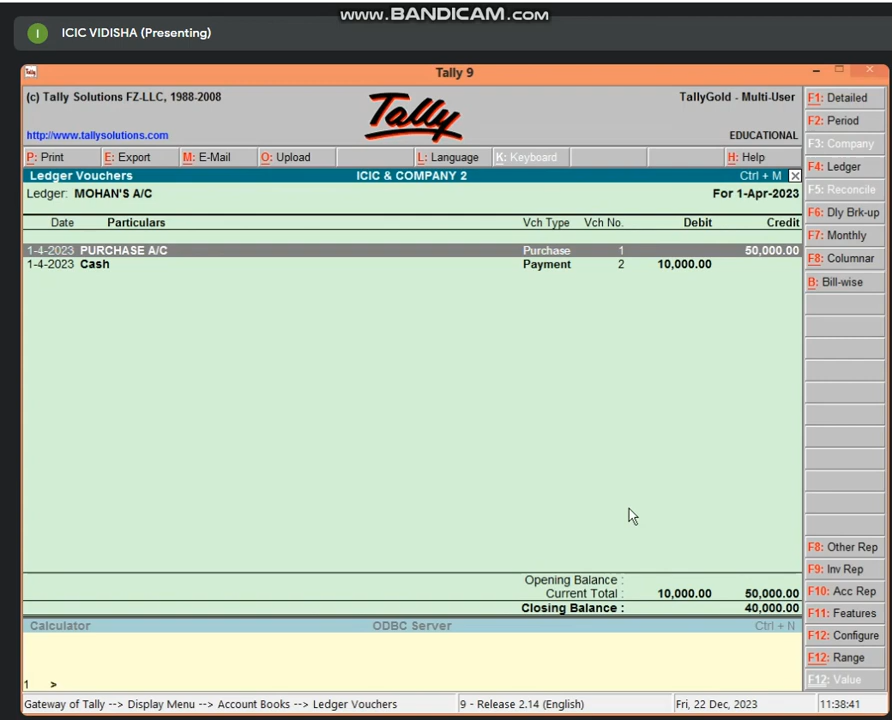 www.BANDICAM.com
I ICIC VIDISHA (Presenting)
Tally Tally 9
(c) Tally Solutions FZ-LLC, 1988-2008 Tally TallyGold - Multi-User
http://www.tallysolutions.com EDUCATIONAL
P: Print E: Export M: E-Mail O: Upload L: Language K: Keyboard H: Help
Ledger Vouchers ICIC & COMPANY 2 Ctrl + M
Ledger: MOHAN'S A/C For 1-Apr-2023
Date Particulars Vch Type Vch No. Debit Credit
1-4-2023 PURCHASE A/C Purchase 1 50,000.00
1-4-2023 Cash Payment 2 10,000.00
Opening Balance :
Current Total : 10,000.00 50,000.00
Closing Balance : 40,000.00
Calculator ODBC Server Ctrl + N
1 >
F1: Detailed
F2: Period
F3: Company
F4: Ledger
F5: Reconcile
F6: Dly Brk-up
F7: Monthly
F8: Columnar
B: Bill-wise
F8: Other Rep
F9: Inv Rep
F10: Acc Rep
F11: Features
F12: Configure
F12: Range
F12: Value
Gateway of Tally --> Display Menu --> Account Books --> Ledger Vouchers 9 - Release 2.14 (English) Fri, 22 Dec, 2023 11:38:41